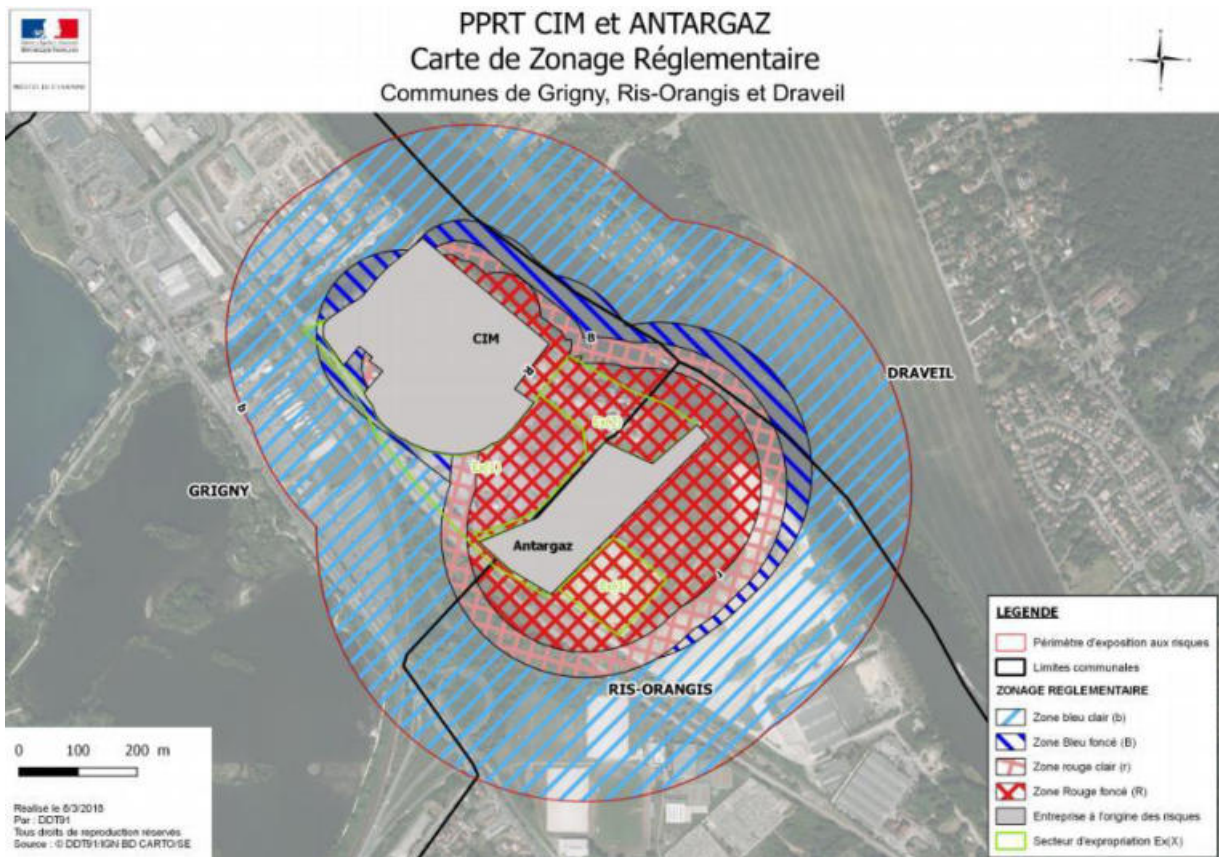 PPRT CIM et ANTARGAZ
Carte de Zonage Réglementaire
Communes de Grigny, Ris-Orangis et Draveil
CIM
B
R
DRAVEIL
b
GRIGNY
Antargaz
r
RIS-ORANGIS
LEGENDE
Périmètre d'exposition aux risques
Limites communales
ZONAGE REGLEMENTAIRE
Zone bleu clair (b)
Zone Bleu foncé (B)
Zone rouge clair (r)
Zone Rouge foncé (R)
Entreprise à l'origine des risques
Secteur d'expropriation Ex(X)
0 100 200 m
Réalisé le 6/3/2018
Par : DDT91
Tous droits de reproduction réservés
Source : © DDT91/IGN BD CARTO/SE